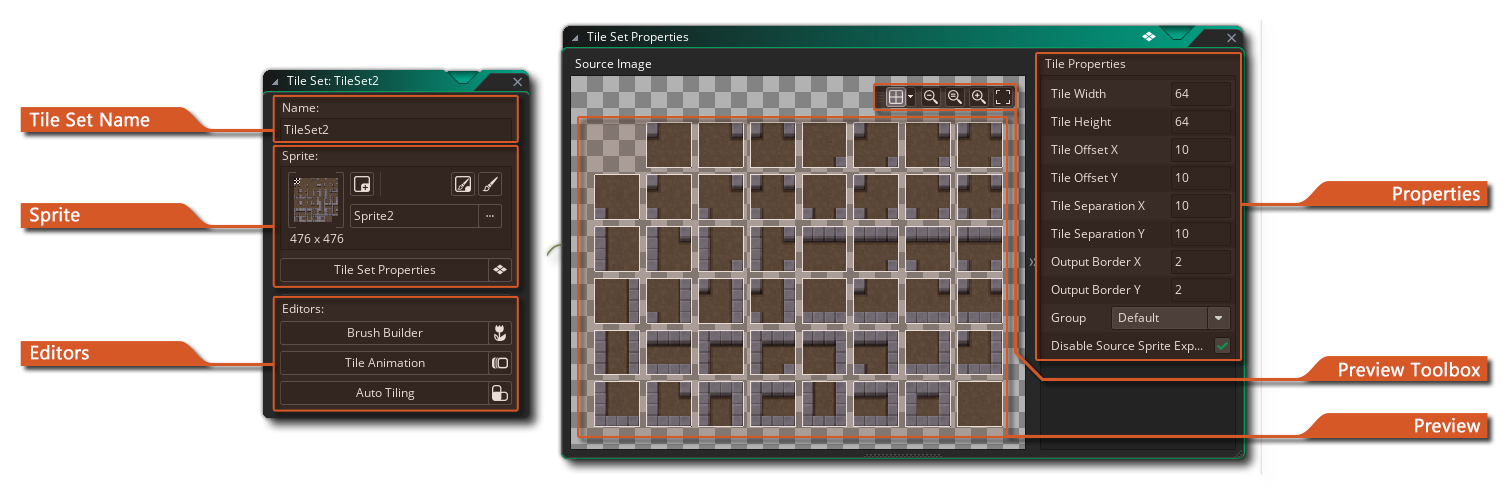 Tile Set Name
Sprite
Editors
Tile Set: TileSet2
Name:
TileSet2
Sprite:
Sprite2
...
476 x 476
Tile Set Properties
Editors:
Brush Builder
Tile Animation
Auto Tiling
Tile Set Properties
Source Image
Tile Properties
Tile Width 64
Tile Height 64
Tile Offset X 10
Tile Offset Y 10
Tile Separation X 10
Tile Separation Y 10
Output Border X 2
Output Border Y 2
Group Default
Disable Source Sprite Exp...
Properties
Preview Toolbox
Preview